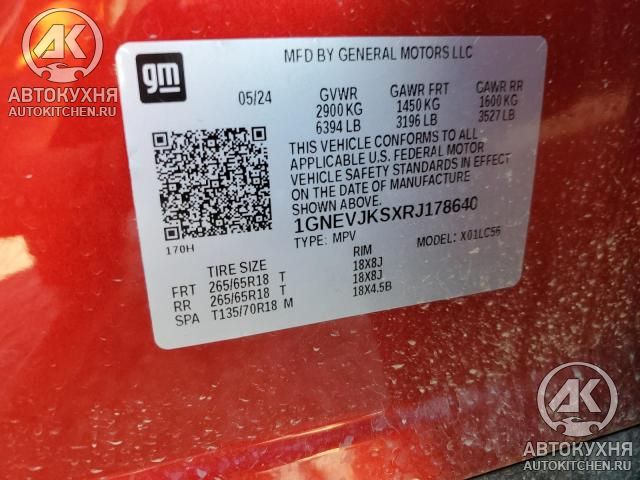 AK
АВТОКУХНЯ
AUTOKITCHEN.RU
gm
MFD BY GENERAL MOTORS LLC
05/24
GVWR GAWR FRT GAWR RR
2900 KG 1450 KG 1600 KG
6394 LB 3196 LB 3527 LB
THIS VEHICLE CONFORMS TO ALL
APPLICABLE U.S. FEDERAL MOTOR
VEHICLE SAFETY STANDARDS IN EFFECT
ON THE DATE OF MANUFACTURE
SHOWN ABOVE.
1GNEVJKSXRJ178640
170H
TYPE: MPV MODEL: X01LC56
TIRE SIZE RIM
FRT 265/65R18 T 18X8J
RR 265/65R18 T 18X8J
SPA T135/70R18 M 18X4.5B
AK
АВТОКУХНЯ
AUTOKITCHEN.RU